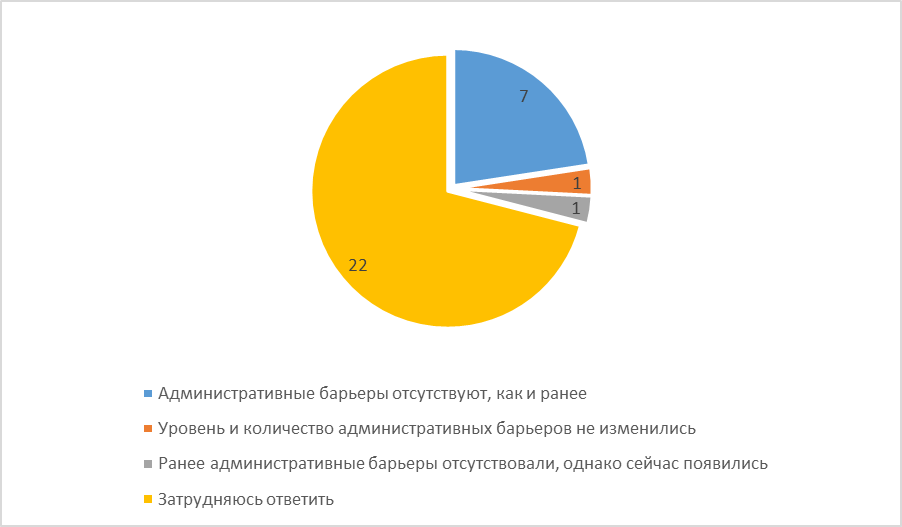 7
1
1
22
Административные барьеры отсутствуют, как и ранее
Уровень и количество административных барьеров не изменились
Ранее административные барьеры отсутствовали, однако сейчас появились
Затрудняюсь ответить